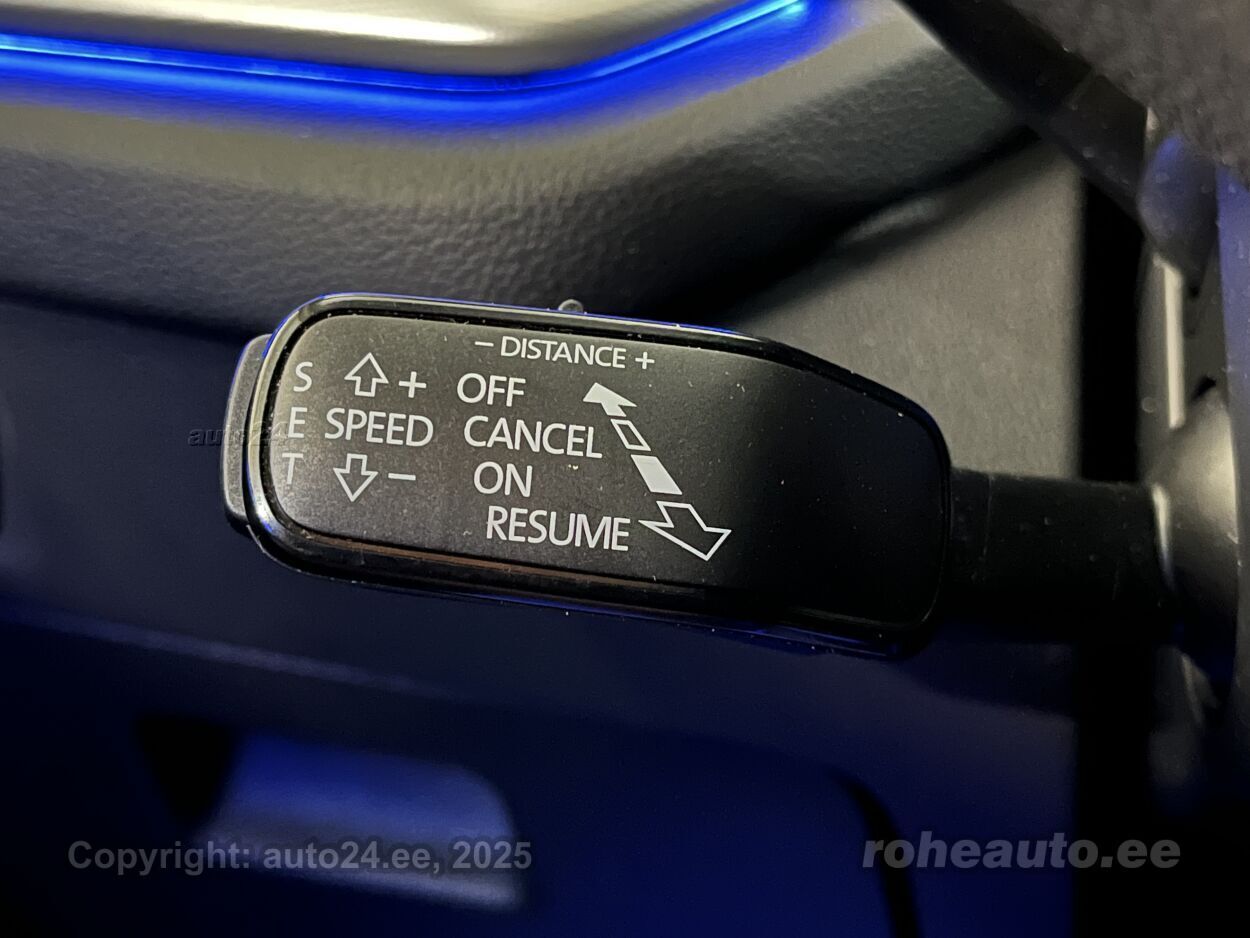 − DISTANCE +
S + OFF
E SPEED CANCEL
T − ON
RESUME
Copyright: auto24.ee, 2025
roheauto.ee